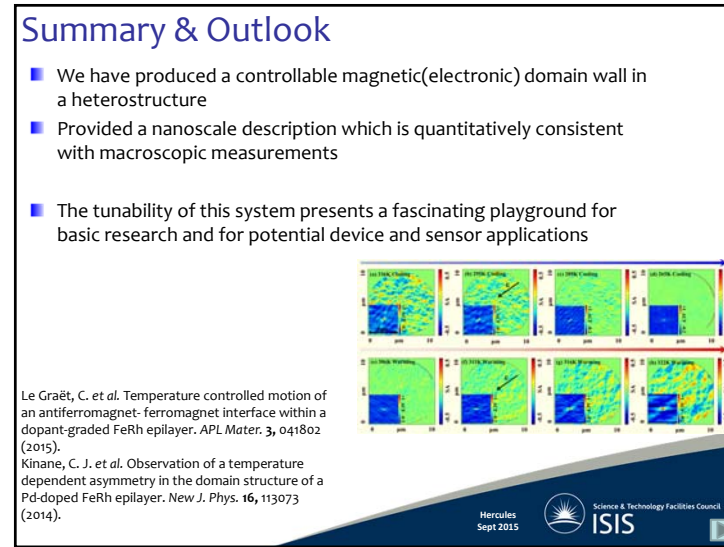 Summary & Outlook
We have produced a controllable magnetic(electronic) domain wall in
a heterostructure
Provided a nanoscale description which is quantitatively consistent
with macroscopic measurements
The tunability of this system presents a fascinating playground for
basic research and for potential device and sensor applications
Le Graët, C. et al. Temperature controlled motion of
an antiferromagnet- ferromagnet interface within a
dopant-graded FeRh epilayer. APL Mater. 3, 041802
(2015).
Kinane, C. J. et al. Observation of a temperature
dependent asymmetry in the domain structure of a
Pd-doped FeRh epilayer. New J. Phys. 16, 113073
(2014).
Hercules
Sept 2015
Science & Technology Facilities Council
ISIS